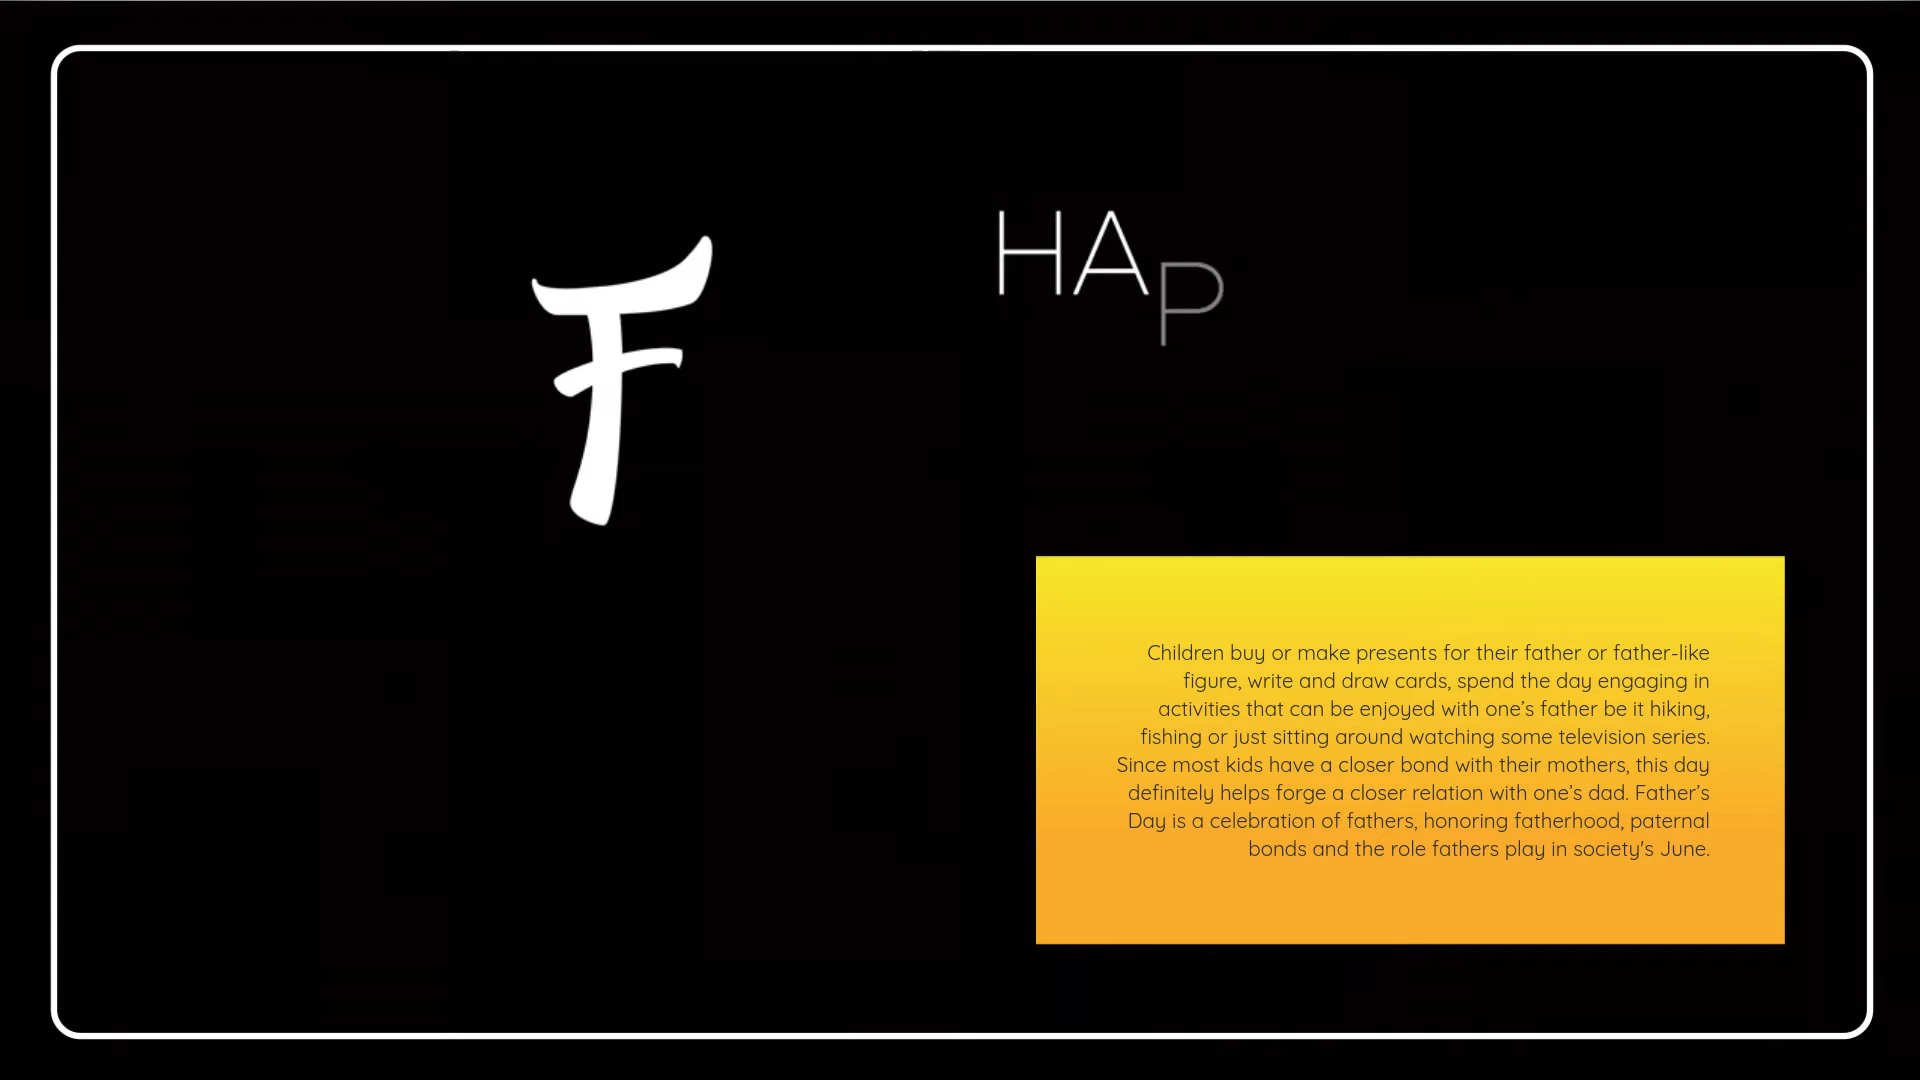 HAP
F
Children buy or make presents for their father or father-like
figure, write and draw cards, spend the day engaging in
activities that can be enjoyed with one’s father be it hiking,
fishing or just sitting around watching some television series.
Since most kids have a closer bond with their mothers, this day
definitely helps forge a closer relation with one’s dad. Father’s
Day is a celebration of fathers, honoring fatherhood, paternal
bonds and the role fathers play in society's June.